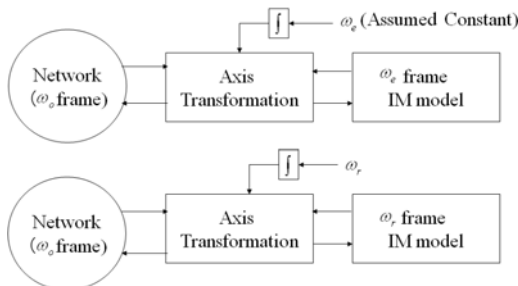 ∫ ω_e (Assumed Constant)
Network
(ω_o frame)
Axis
Transformation
ω_e frame
IM model
∫ ω_r
Network
(ω_o frame)
Axis
Transformation
ω_r frame
IM model